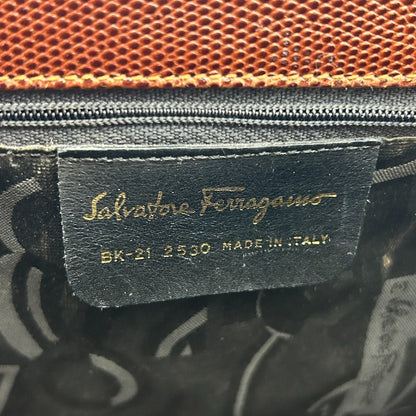 Salvatore Ferragamo
BK-21 2530 MADE IN ITALY